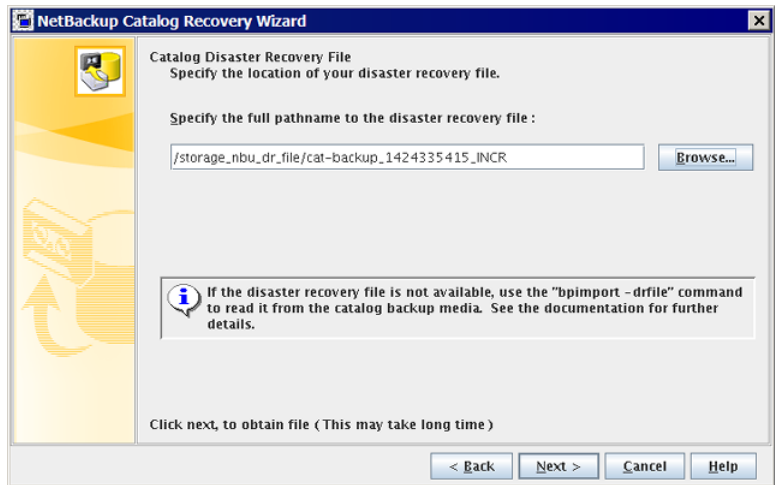 NetBackup Catalog Recovery Wizard
Catalog Disaster Recovery File
Specify the location of your disaster recovery file.
Specify the full pathname to the disaster recovery file :
/storage_nbu_dr_file/cat-backup_1424335415_INCR
Browse...
If the disaster recovery file is not available, use the "bpimport -drfile" command
to read it from the catalog backup media. See the documentation for further
details.
Click next, to obtain file (This may take long time)
< Back
Next >
Cancel
Help